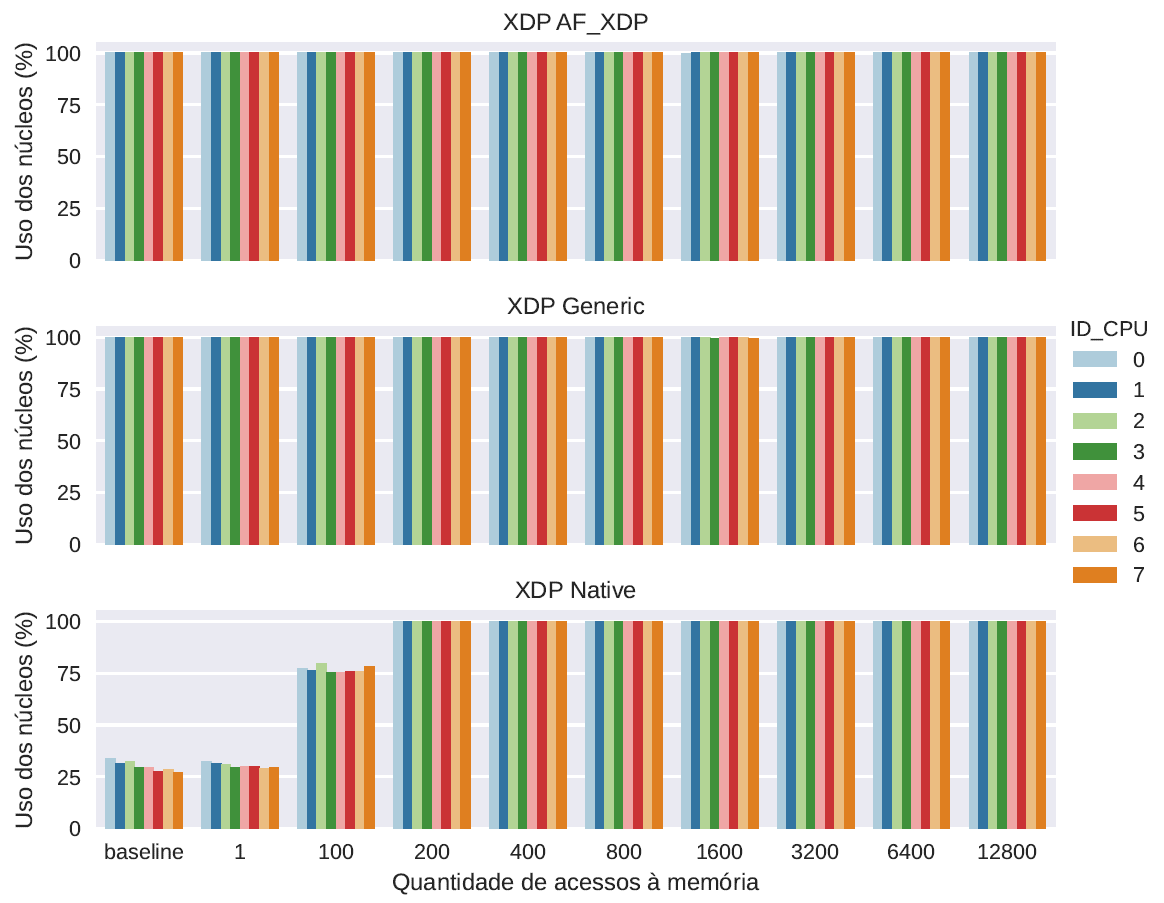 XDP AF_XDP
Uso dos núcleos (%)
100
75
50
25
0
XDP Generic
Uso dos núcleos (%)
100
75
50
25
0
ID_CPU
0
1
2
3
4
5
6
7
XDP Native
Uso dos núcleos (%)
100
75
50
25
0
baseline 1 100 200 400 800 1600 3200 6400 12800
Quantidade de acessos à memória